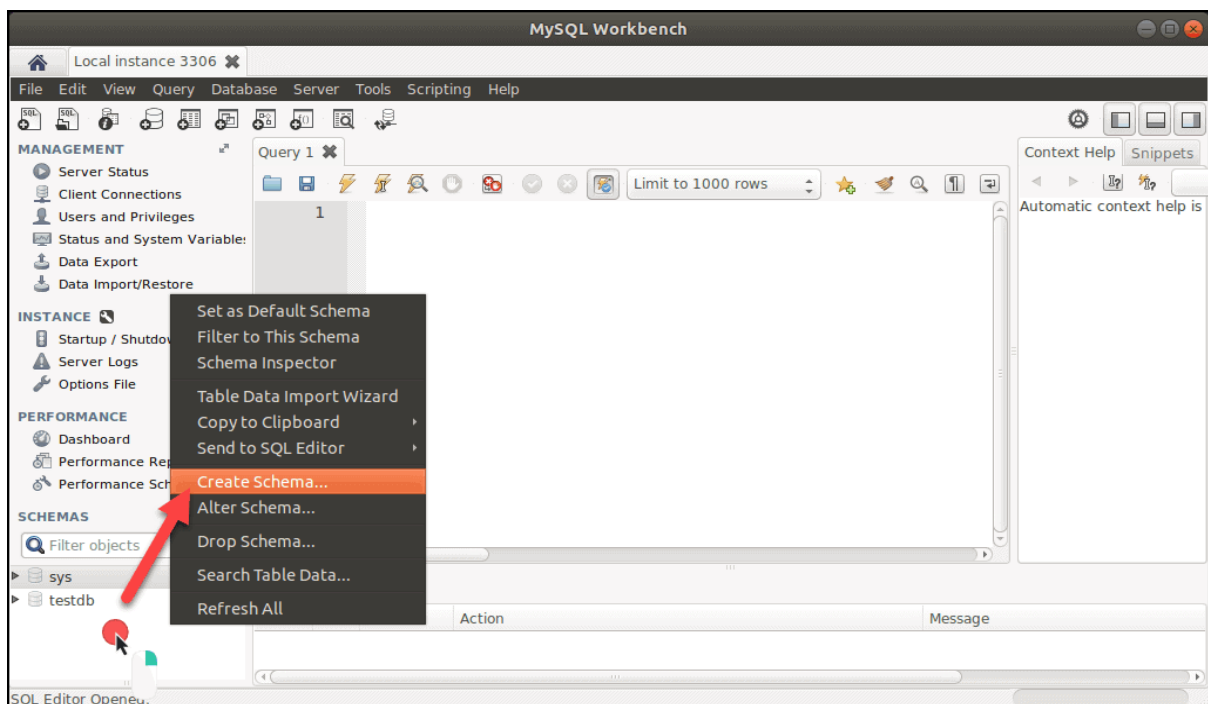 MySQL Workbench
Local instance 3306
File Edit View Query Database Server Tools Scripting Help
MANAGEMENT
Server Status
Client Connections
Users and Privileges
Status and System Variable
Data Export
Data Import/Restore
INSTANCE
Startup / Shutdo
Server Logs
Options File
PERFORMANCE
Dashboard
Performance Rep
Performance Sch
SCHEMAS
Filter objects
sys
testdb
Query 1
Limit to 1000 rows
1
Set as Default Schema
Filter to This Schema
Schema Inspector
Table Data Import Wizard
Copy to Clipboard
Send to SQL Editor
Create Schema...
Alter Schema...
Drop Schema...
Search Table Data...
Refresh All
Action Message
Context Help Snippets
Automatic context help is
SQL Editor Opened.